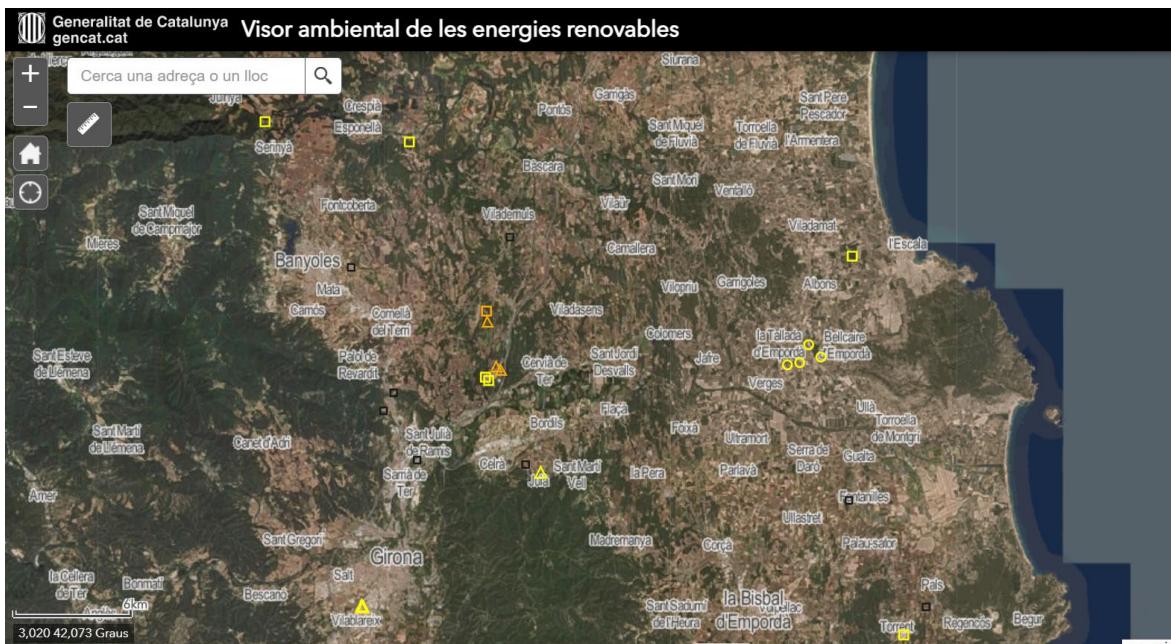 Generalitat de Catalunya
gencat.cat
Visor ambiental de les energies renovables
+
Cerca una adreça o un lloc
−
Siurana
Juinyà
Crespià
Garrigàs
Sant Pere
Pescador
Pontós
Esponellà
Sant Miquel
de Fluvià
Torroella
de Fluvià
l'Armentera
Serinyà
Bàscara
Sant Mori
Ventalló
Fontcoberta
Vilaür
Sant Miquel
de Campmajor
Vilademuls
Viladamat
Mieres
Camallera
l'Escala
Banyoles
Mata
Vilopriu
Garrigoles
Albons
Camós
Cornellà
del Terri
Viladasens
Colomers
la Tallada
d'Empordà
Bellcaire
d'Empordà
Sant Esteve
de Llémena
Palol de
Revardit
Cervià de
Ter
Sant Jordi
Desvalls
Jafre
Verges
Flaçà
Ullà
Bordils
Torroella
de Montgrí
Sant Martí
de Llémena
Canet d'Adri
Sant Julià
de Ramis
Foixà
Ultramort
Serra de
Daró
Gualta
Celrà
Sant Martí
Vell
la Pera
Parlavà
Sarrià de
Ter
Juià
Amer
Fontanilles
Ullastret
Sant Gregori
Madremanya
Corçà
Palau-sator
Girona
la Cellera
de Ter
Bonmatí
Salt
Bescanó
Pals
la Bisbal
d'Empordà
Vulpellac
Sant Sadurní
de l'Heura
Anglès
6km
Vilablareix
Torrent
Regencós
Begur
3,020 42,073 Graus